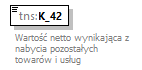 tns:K_42
Wartość netto wynikająca z
nabycia pozostałych
towarów i usług